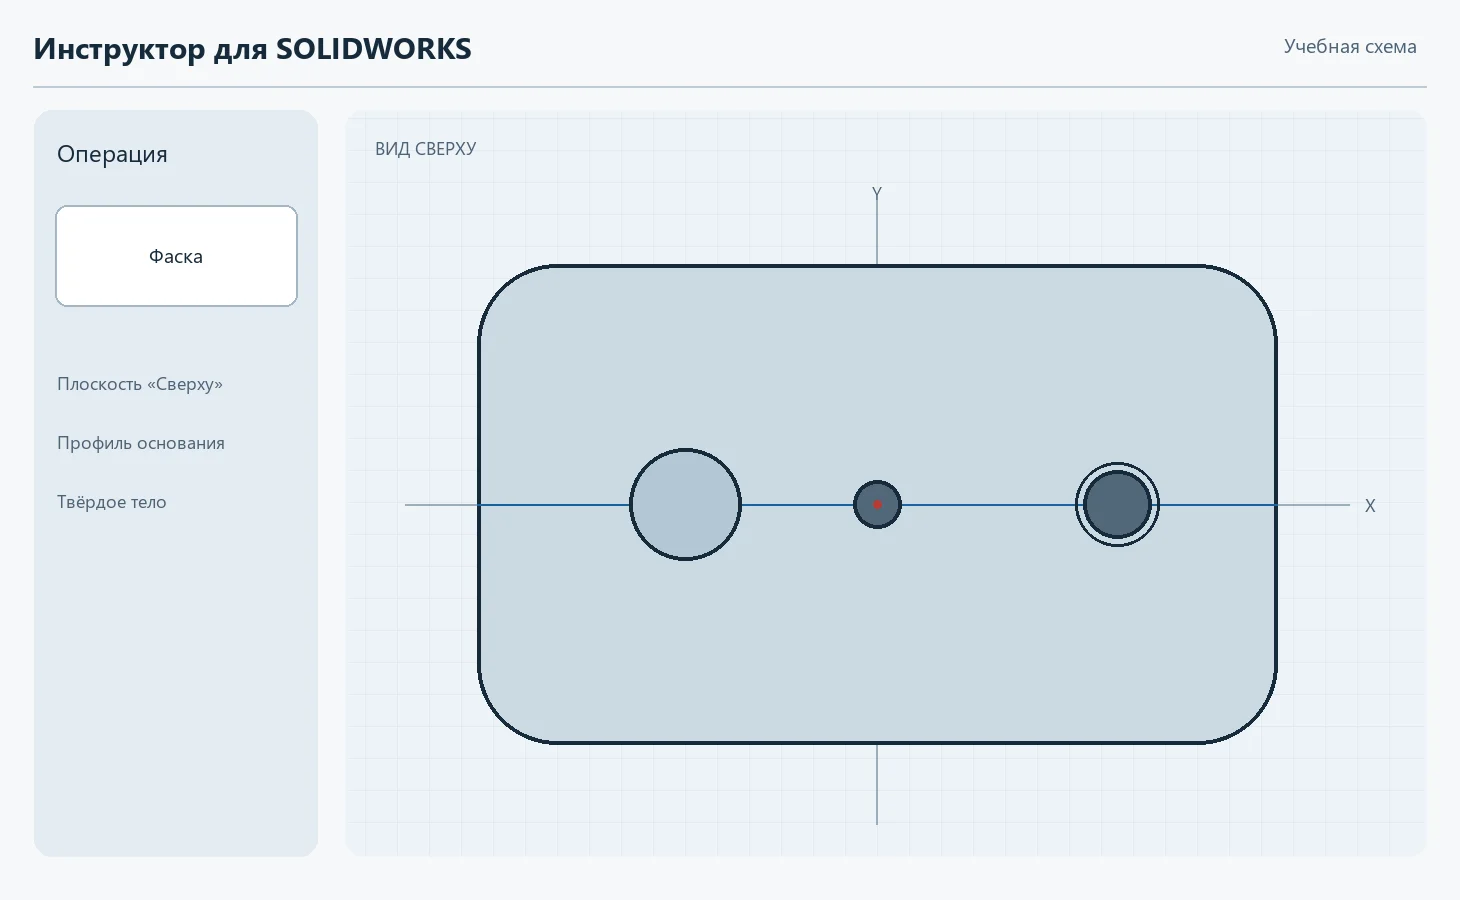 Инструктор для SOLIDWORKS
Учебная схема
Операция
Фаска
Плоскость «Сверху»
Профиль основания
Твёрдое тело
ВИД СВЕРХУ
Y
X